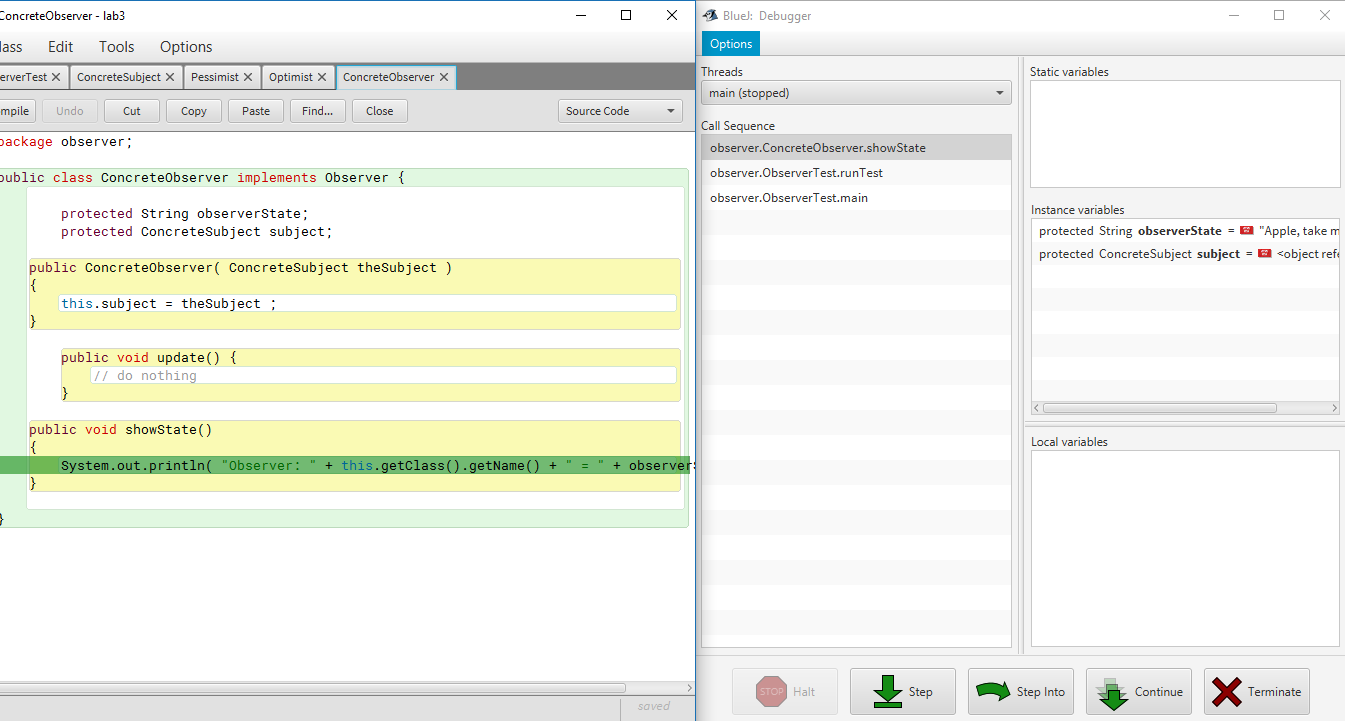 ConcreteObserver - lab3
lass Edit Tools Options
erverTest ConcreteSubject Pessimist Optimist ConcreteObserver
mpile Undo Cut Copy Paste Find... Close Source Code
package observer;
public class ConcreteObserver implements Observer {
protected String observerState;
protected ConcreteSubject subject;
public ConcreteObserver( ConcreteSubject theSubject )
{
this.subject = theSubject ;
}
public void update() {
// do nothing
}
public void showState()
{
System.out.println( "Observer: " + this.getClass().getName() + " = " + observerS
}
}
saved
BlueJ: Debugger
Options
Threads
main (stopped)
Call Sequence
observer.ConcreteObserver.showState
observer.ObserverTest.runTest
observer.ObserverTest.main
Static variables
Instance variables
protected String observerState = "Apple, take m
protected ConcreteSubject subject = <object refe
Local variables
STOP Halt Step Step Into Continue Terminate